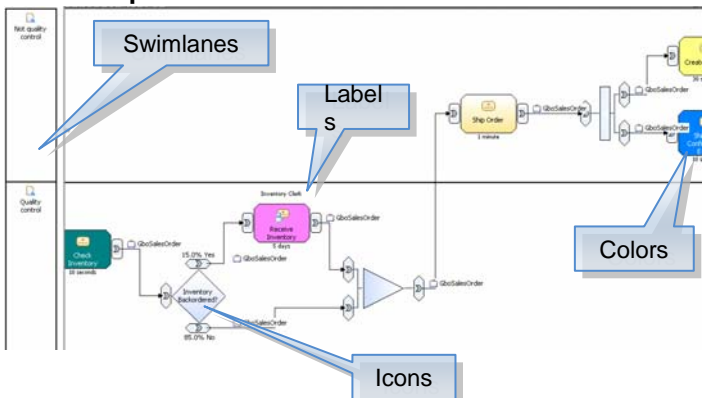 Not quality
control
Swimlanes
Label
s
GboSalesOrder
Ship Order
1 minute
GboSalesOrder
GboSalesOrder
GboSalesOrder
Quality
control
Inventory Clerk
Receive
Inventory
5 days
GboSalesOrder
Check
Inventory
10 seconds
GboSalesOrder
15.0% Yes
GboSalesOrder
Inventory
Backordered?
GboSalesOrder
85.0% No
GboSalesOrder
Colors
Icons